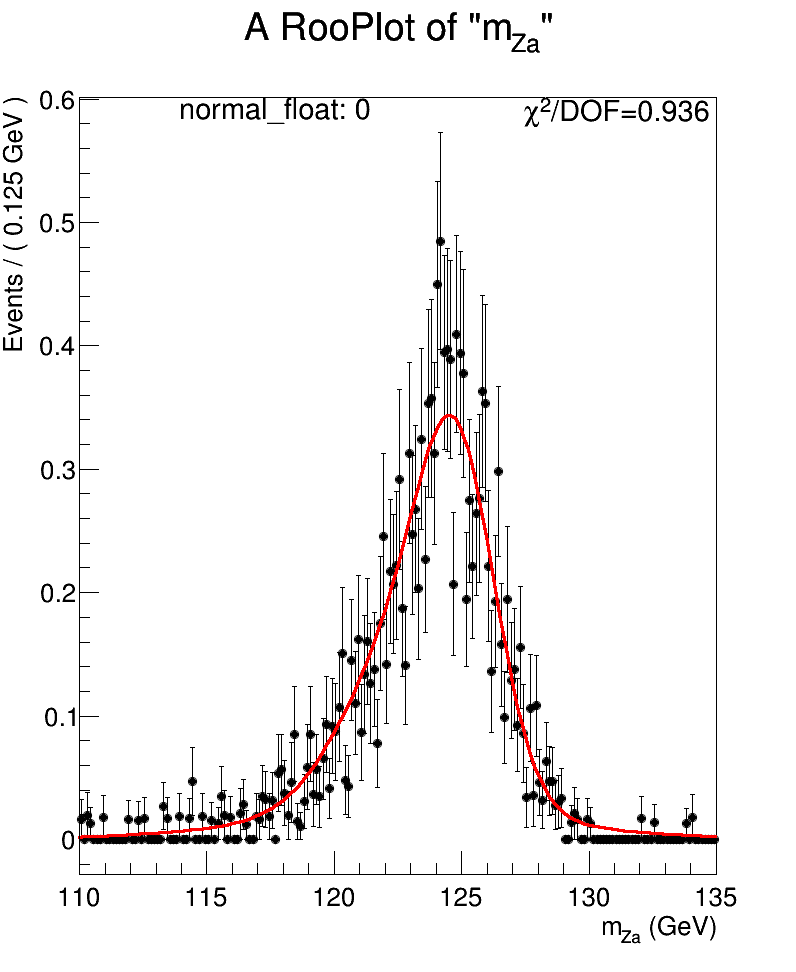 A RooPlot of "m_Za"
normal_float: 0
χ²/DOF=0.936
Events / ( 0.125 GeV )
0.6
0.5
0.4
0.3
0.2
0.1
0
110 115 120 125 130 135
m_Za (GeV)